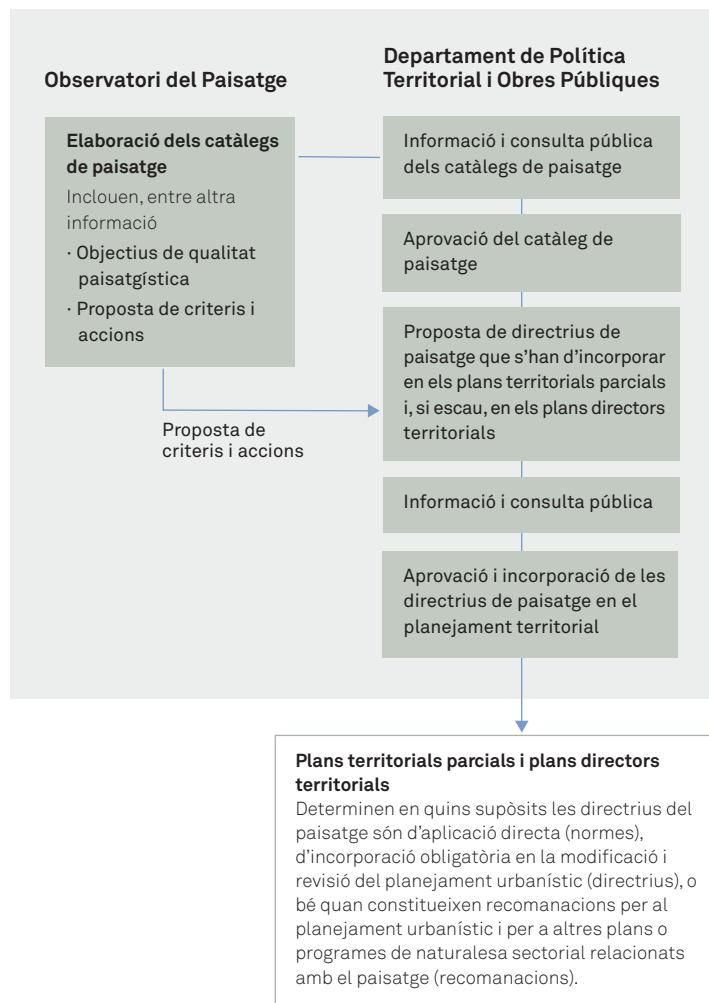 Observatori del Paisatge
Departament de Política
Territorial i Obres Públiques
Elaboració dels catàlegs
de paisatge
Inclouen, entre altra
informació
· Objectius de qualitat
paisatgística
· Proposta de criteris i
accions
Informació i consulta pública
dels catàlegs de paisatge
Aprovació del catàleg de
paisatge
Proposta de directrius de
paisatge que s’han d’incorporar
en els plans territorials parcials
i, si escau, en els plans directors
territorials
Proposta de
criteris i accions
Informació i consulta pública
Aprovació i incorporació de les
directrius de paisatge en el
planejament territorial
Plans territorials parcials i plans directors
territorials
Determinen en quins supòsits les directrius del
paisatge són d’aplicació directa (normes),
d’incorporació obligatòria en la modificació i
revisió del planejament urbanístic (directrius), o
bé quan constitueixen recomanacions per al
planejament urbanístic i per a altres plans o
programes de naturalesa sectorial relacionats
amb el paisatge (recomanacions).